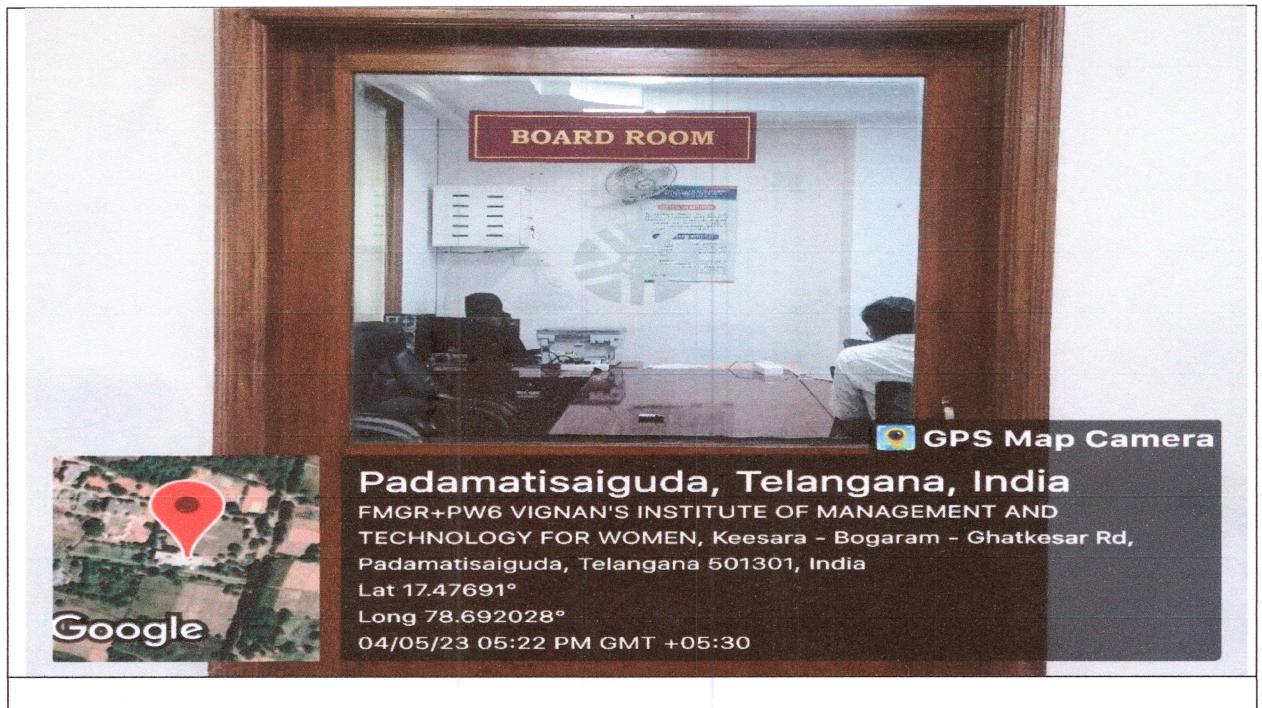 BOARD ROOM
GPS Map Camera
Padamatisaiguda, Telangana, India
FMGR+PW6 VIGNAN'S INSTITUTE OF MANAGEMENT AND
TECHNOLOGY FOR WOMEN, Keesara - Bogaram - Ghatkesar Rd,
Padamatisaiguda, Telangana 501301, India
Lat 17.47691°
Long 78.692028°
04/05/23 05:22 PM GMT +05:30
Google